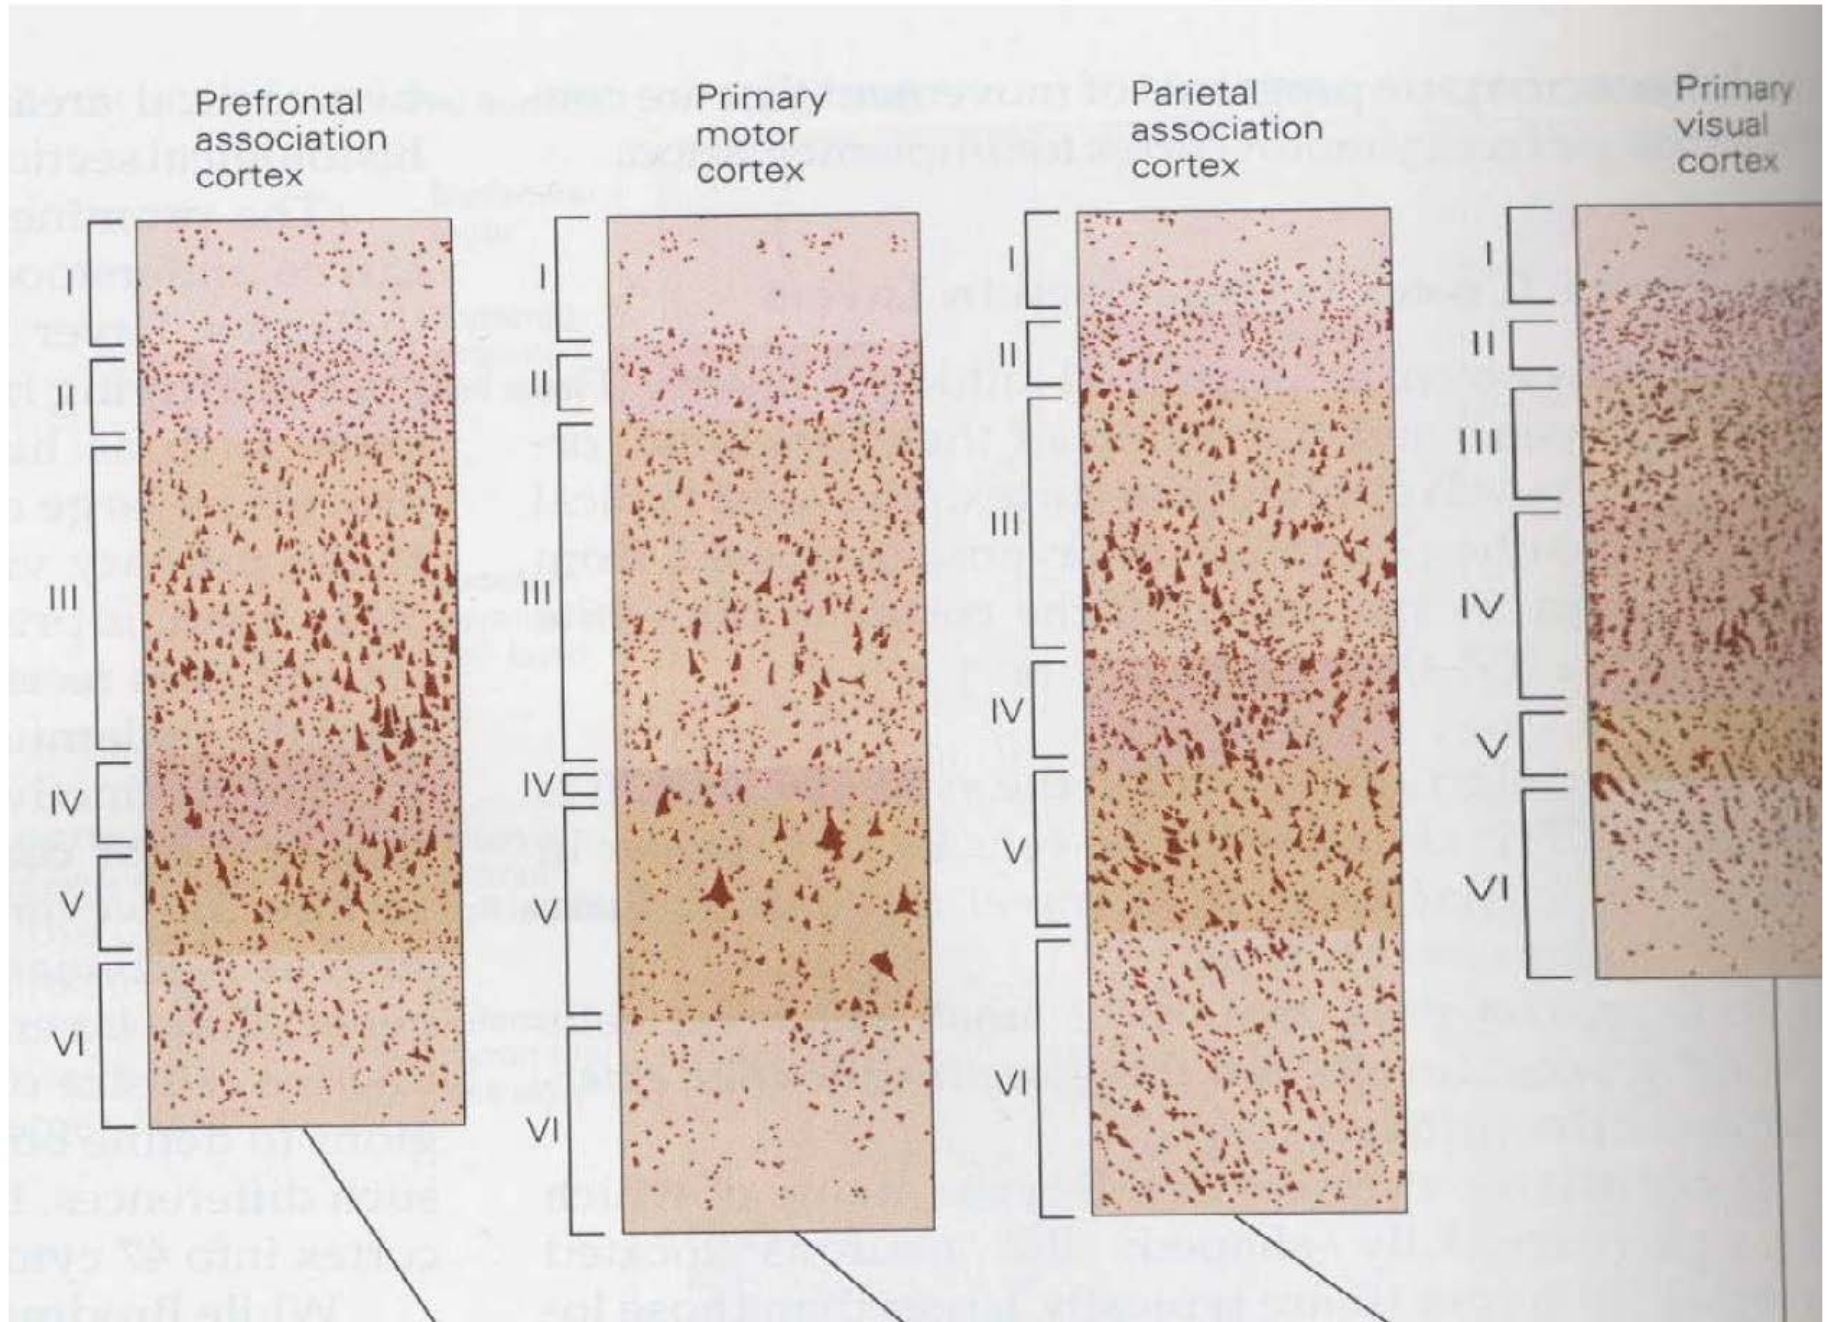 Prefrontal
association
cortex
I
II
III
IV
V
VI
Primary
motor
cortex
I
II
III
IV
V
VI
Parietal
association
cortex
I
II
III
IV
V
VI
Primary
visual
cortex
I
II
III
IV
V
VI